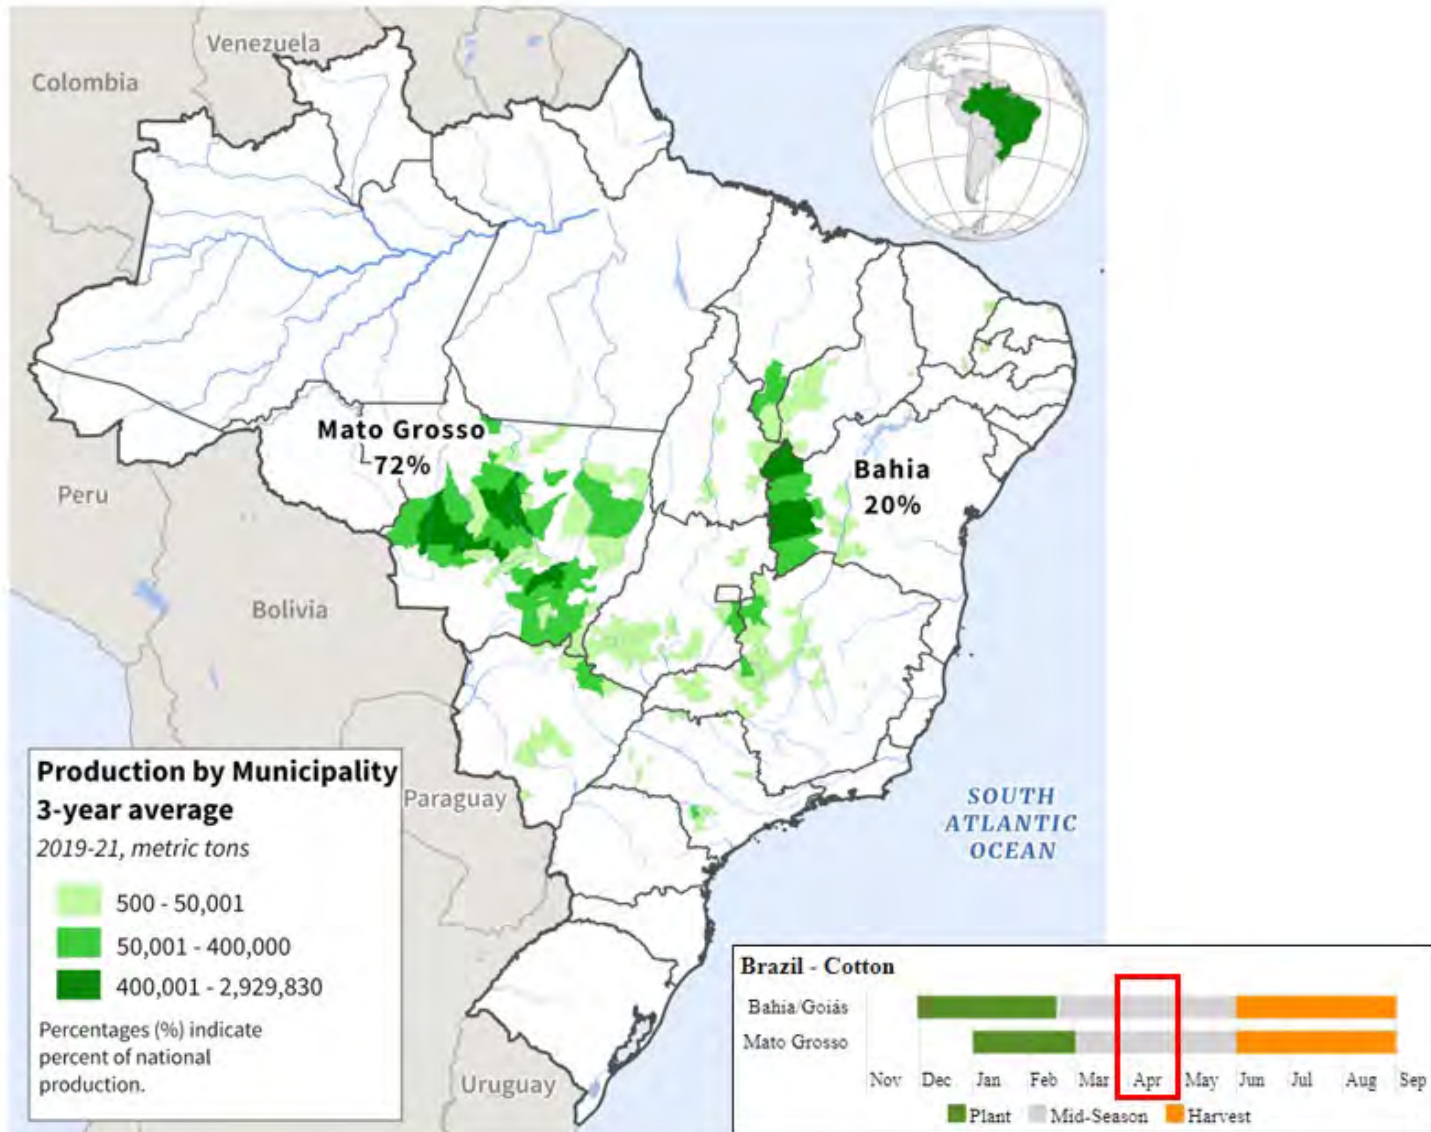 Venezuela
Colombia
Mato Grosso
72%
Bahia
20%
Peru
Bolivia
Paraguay
SOUTH
ATLANTIC
OCEAN
Uruguay
Production by Municipality
3-year average
2019-21, metric tons
500 - 50,001
50,001 - 400,000
400,001 - 2,929,830
Percentages (%) indicate
percent of national
production.
Brazil - Cotton
Bahia/Goiás
Mato Grosso
Nov Dec Jan Feb Mar Apr May Jun Jul Aug Sep
Plant Mid-Season Harvest